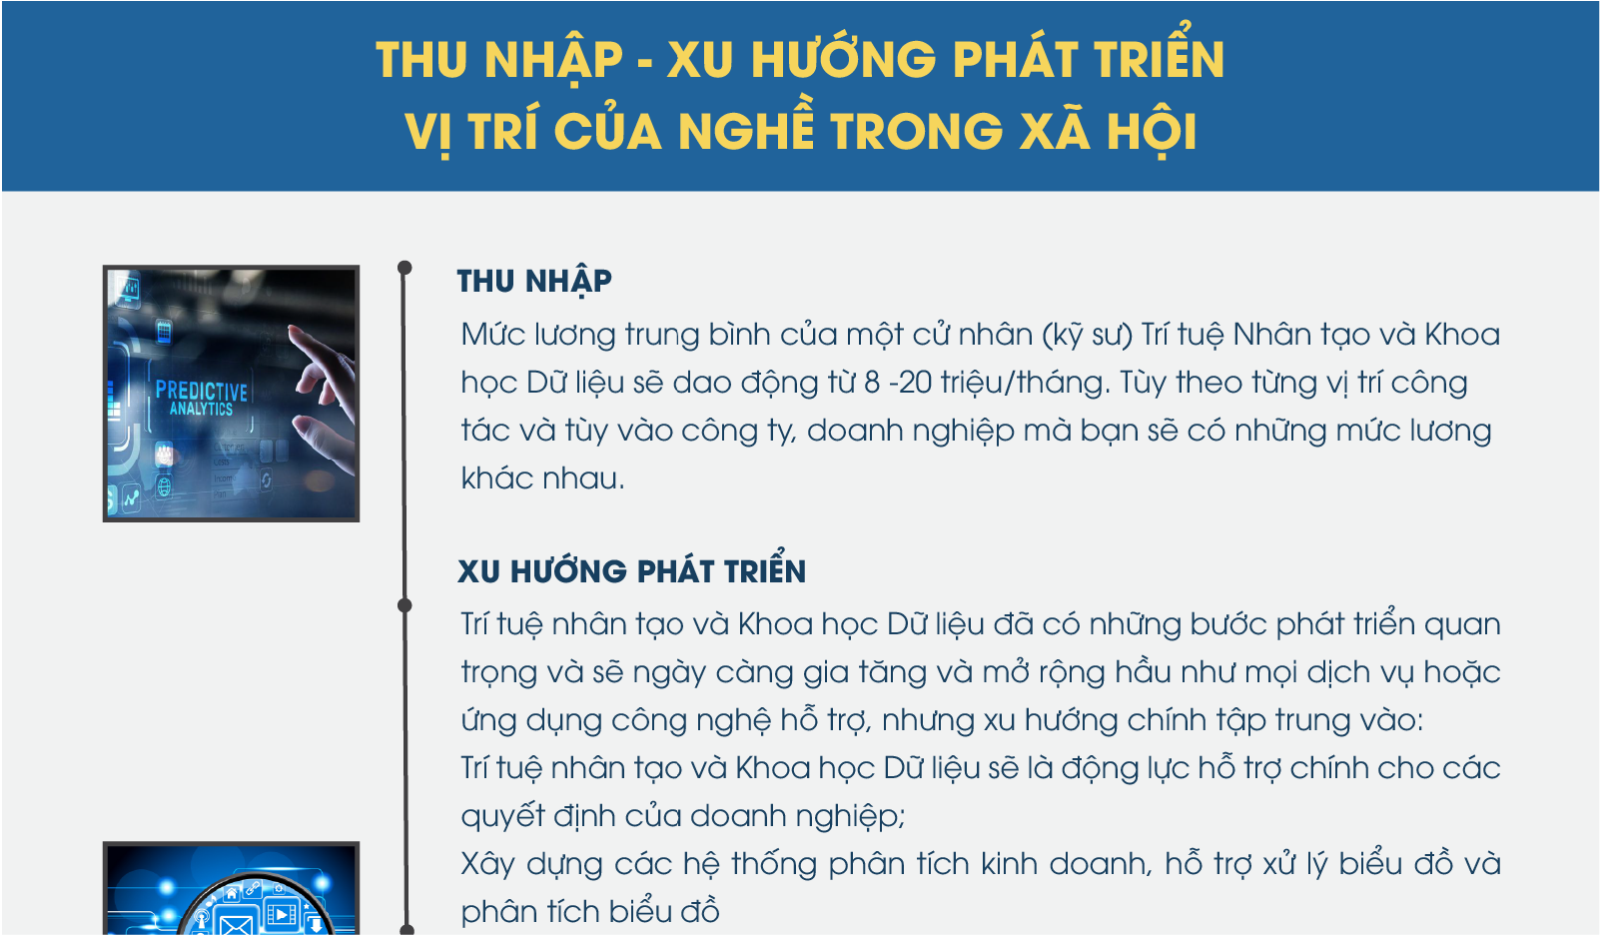 THU NHẬP - XU HƯỚNG PHÁT TRIỂN
VỊ TRÍ CỦA NGHỀ TRONG XÃ HỘI
PREDICTIVE
ANALYTICS
THU NHẬP
Mức lương trung bình của một cử nhân (kỹ sư) Trí tuệ Nhân tạo và Khoa
học Dữ liệu sẽ dao động từ 8 -20 triệu/tháng. Tùy theo từng vị trí công
tác và tùy vào công ty, doanh nghiệp mà bạn sẽ có những mức lương
khác nhau.
XU HƯỚNG PHÁT TRIỂN
Trí tuệ nhân tạo và Khoa học Dữ liệu đã có những bước phát triển quan
trọng và sẽ ngày càng gia tăng và mở rộng hầu như mọi dịch vụ hoặc
ứng dụng công nghệ hỗ trợ, nhưng xu hướng chính tập trung vào:
Trí tuệ nhân tạo và Khoa học Dữ liệu sẽ là động lực hỗ trợ chính cho các
quyết định của doanh nghiệp;
Xây dựng các hệ thống phân tích kinh doanh, hỗ trợ xử lý biểu đồ và
phân tích biểu đồ